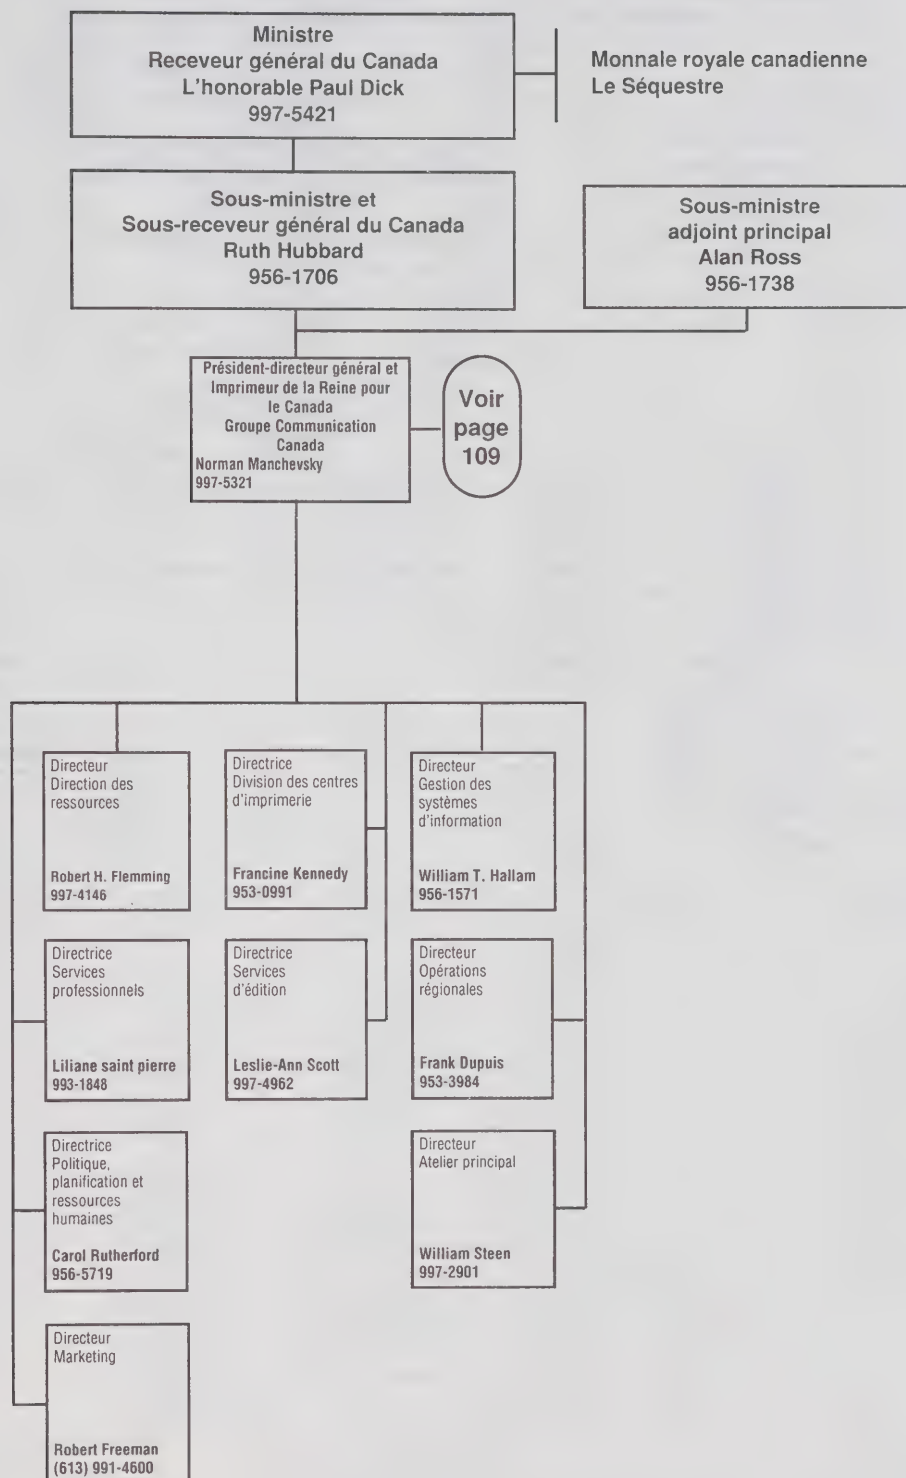 Ministre
Receveur général du Canada
L'honorable Paul Dick
997-5421
Monnale royale canadienne
Le Séquestre
Sous-ministre et
Sous-receveur général du Canada
Ruth Hubbard
956-1706
Sous-ministre
adjoint principal
Alan Ross
956-1738
Président-directeur général et
Imprimeur de la Reine pour
le Canada
Groupe Communication
Canada
Norman Manchevsky
997-5321
Voir
page
109
Directeur
Direction des
ressources
Robert H. Flemming
997-4146
Directrice
Division des centres
d'imprimerie
Francine Kennedy
953-0991
Directeur
Gestion des
systèmes
d'information
William T. Hallam
956-1571
Directrice
Services
professionnels
Liliane saint pierre
993-1848
Directrice
Services
d'édition
Leslie-Ann Scott
997-4962
Directeur
Opérations
régionales
Frank Dupuis
953-3984
Directrice
Politique,
planification et
ressources
humaines
Carol Rutherford
956-5719
Directeur
Atelier principal
William Steen
997-2901
Directeur
Marketing
Robert Freeman
(613) 991-4600